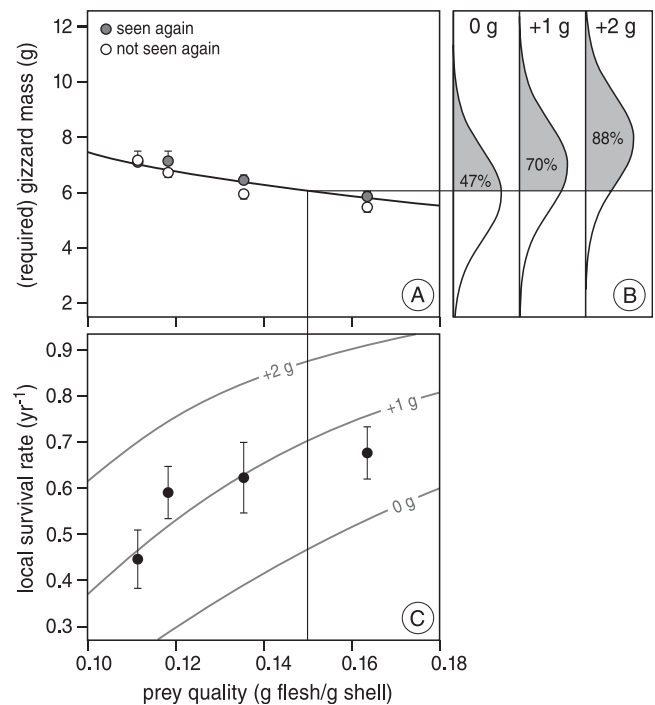 12
10
8
6
4
2
(required) gizzard mass (g)
seen again
not seen again
A
0 g
+1 g
+2 g
47%
70%
88%
B
0.9
0.8
0.7
0.6
0.5
0.4
0.3
local survival rate (yr-1)
+2 g
+1 g
0 g
C
0.10
0.12
0.14
0.16
0.18
prey quality (g flesh/g shell)